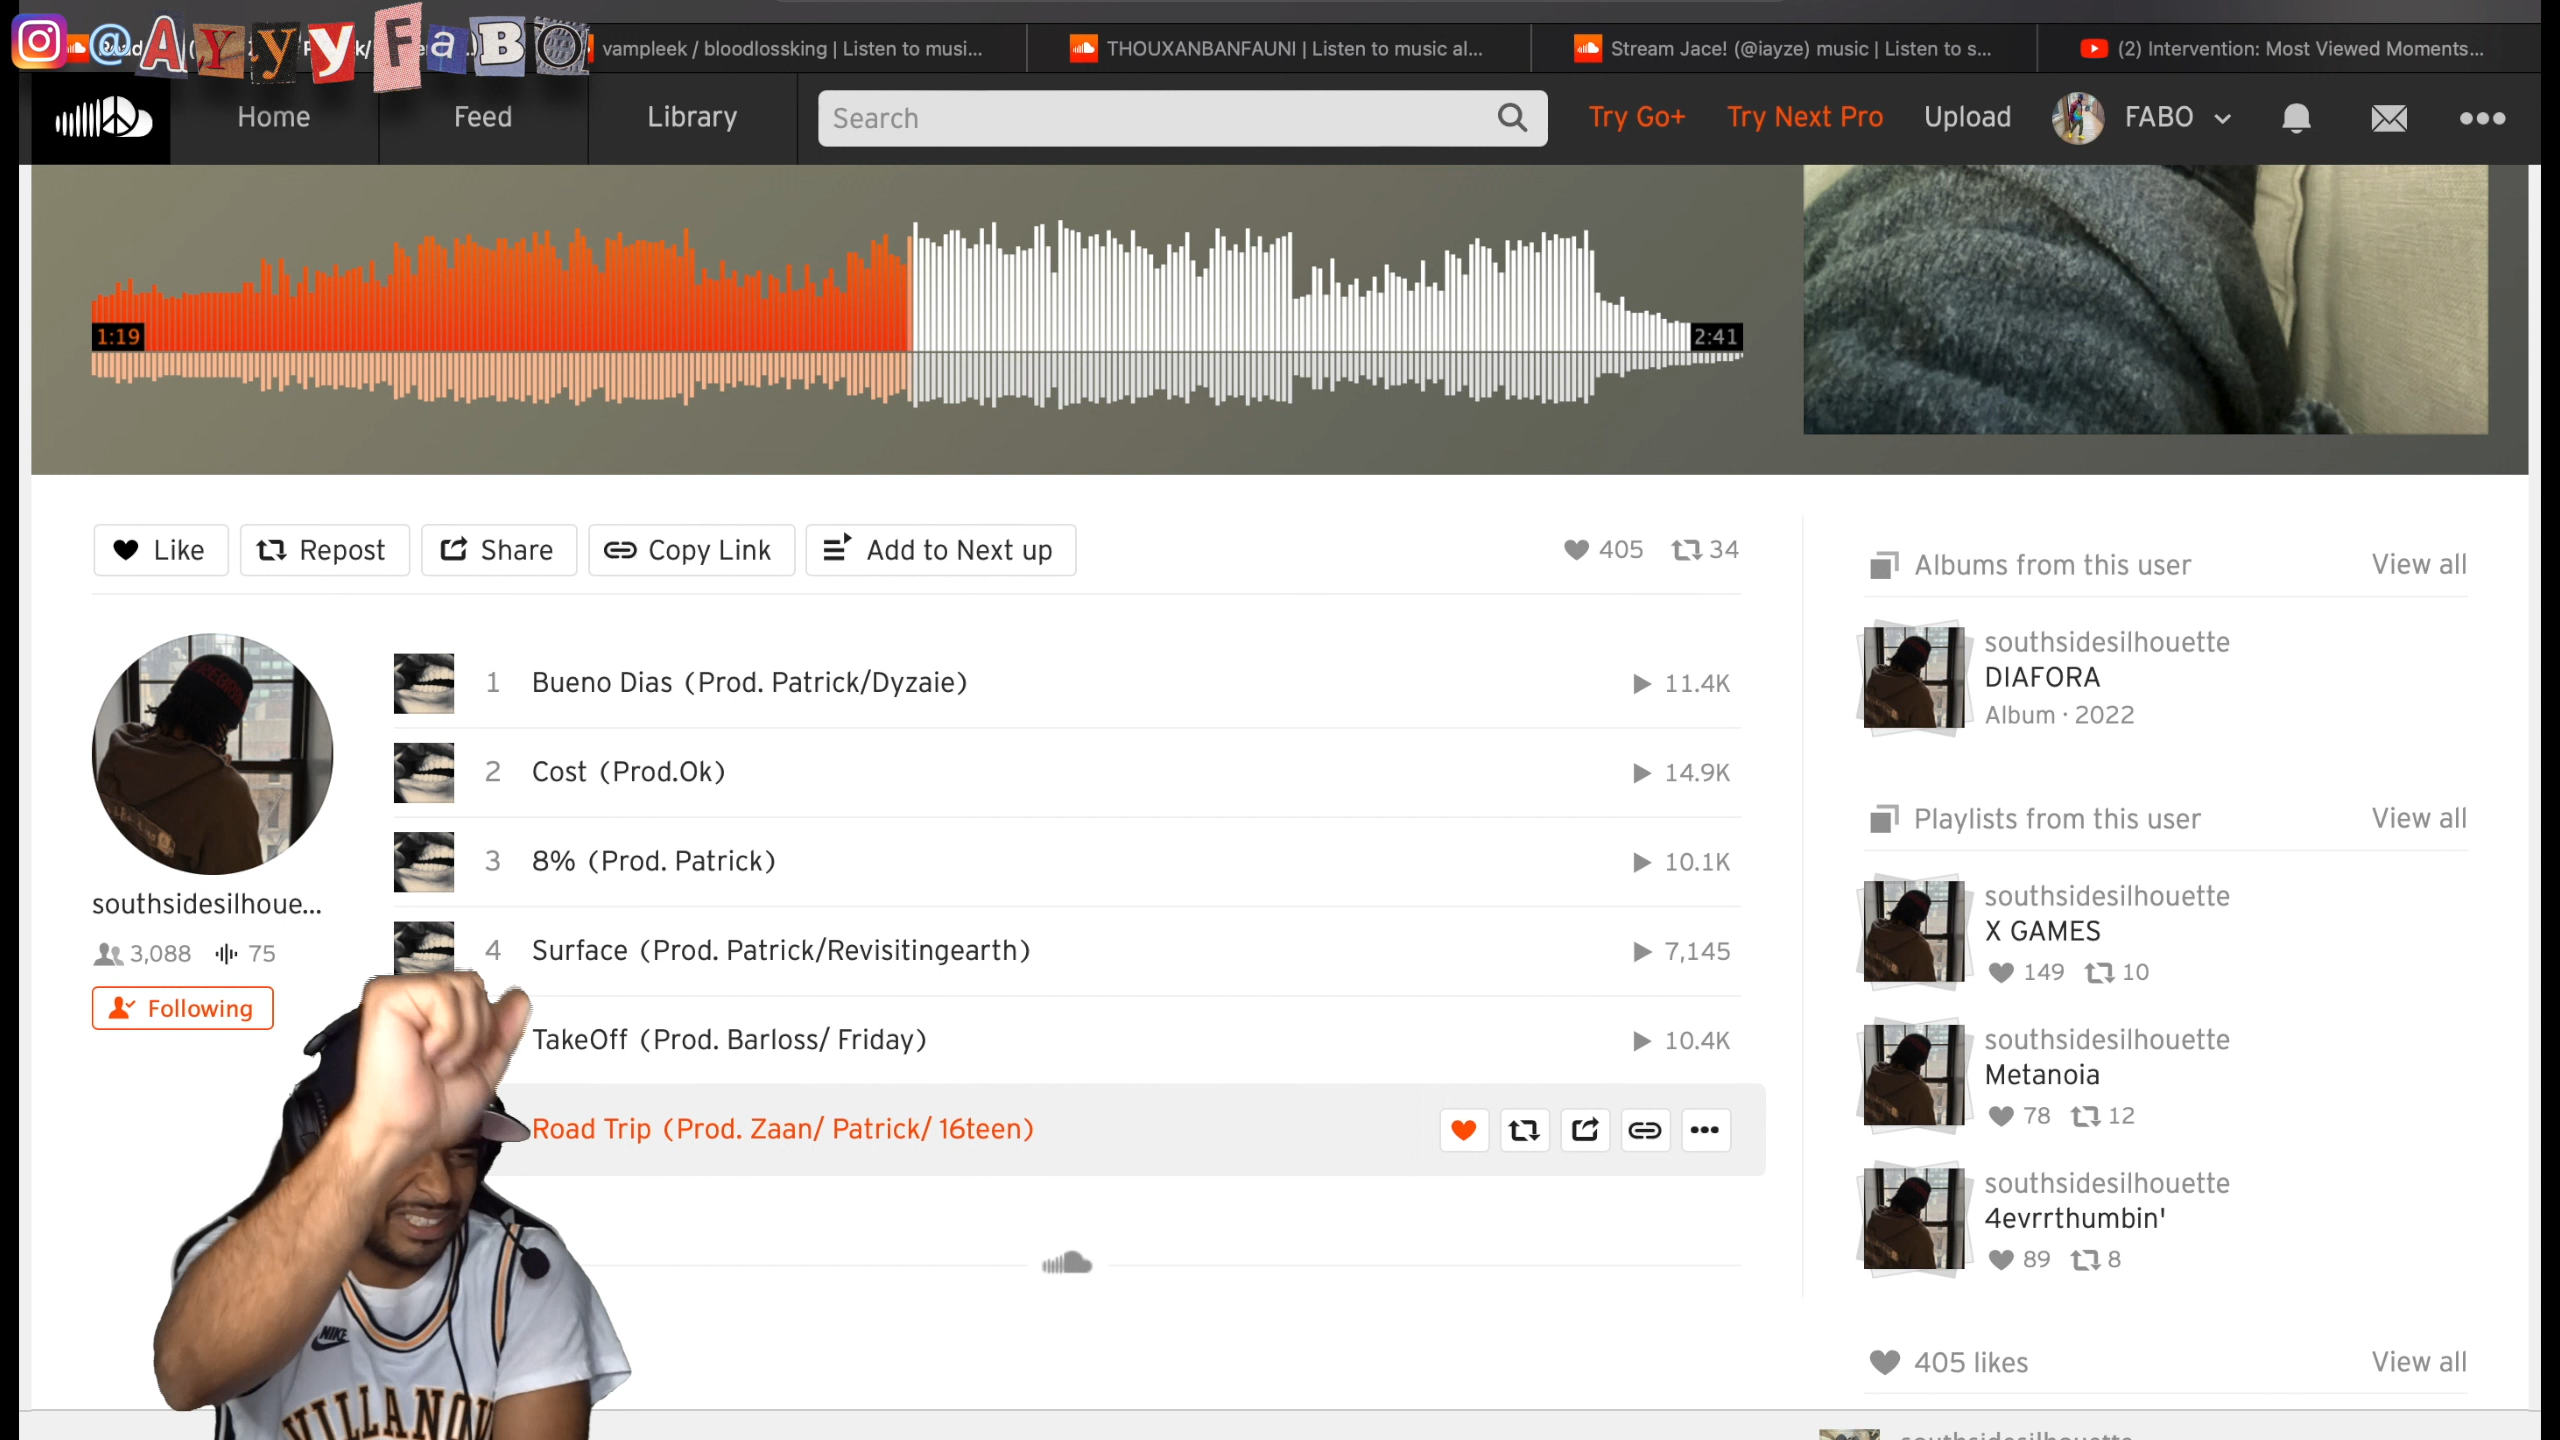 @AYyyFaBO
vampleek / bloodlossking | Listen to musi...
THOUXANBANFAUNI | Listen to music al...
Stream Jace! (@iayze) music | Listen to s...
(2) Intervention: Most Viewed Moments...
Home
Feed
Library
Search
Try Go+
Try Next Pro
Upload
FABO
1:19
2:41
Like
Repost
Share
Copy Link
Add to Next up
405
34
southsidesilhoue...
3,088
75
Following
1 Bueno Dias (Prod. Patrick/Dyzaie) 11.4K
2 Cost (Prod.Ok) 14.9K
3 8% (Prod. Patrick) 10.1K
4 Surface (Prod. Patrick/Revisitingearth) 7,145
TakeOff (Prod. Barloss/ Friday) 10.4K
Road Trip (Prod. Zaan/ Patrick/ 16teen)
Albums from this user View all
southsidesilhouette
DIAFORA
Album · 2022
Playlists from this user View all
southsidesilhouette
X GAMES
149 10
southsidesilhouette
Metanoia
78 12
southsidesilhouette
4evrrthumbin'
89 8
405 likes View all
southsidesilhouette
NIKE
VILLANOV